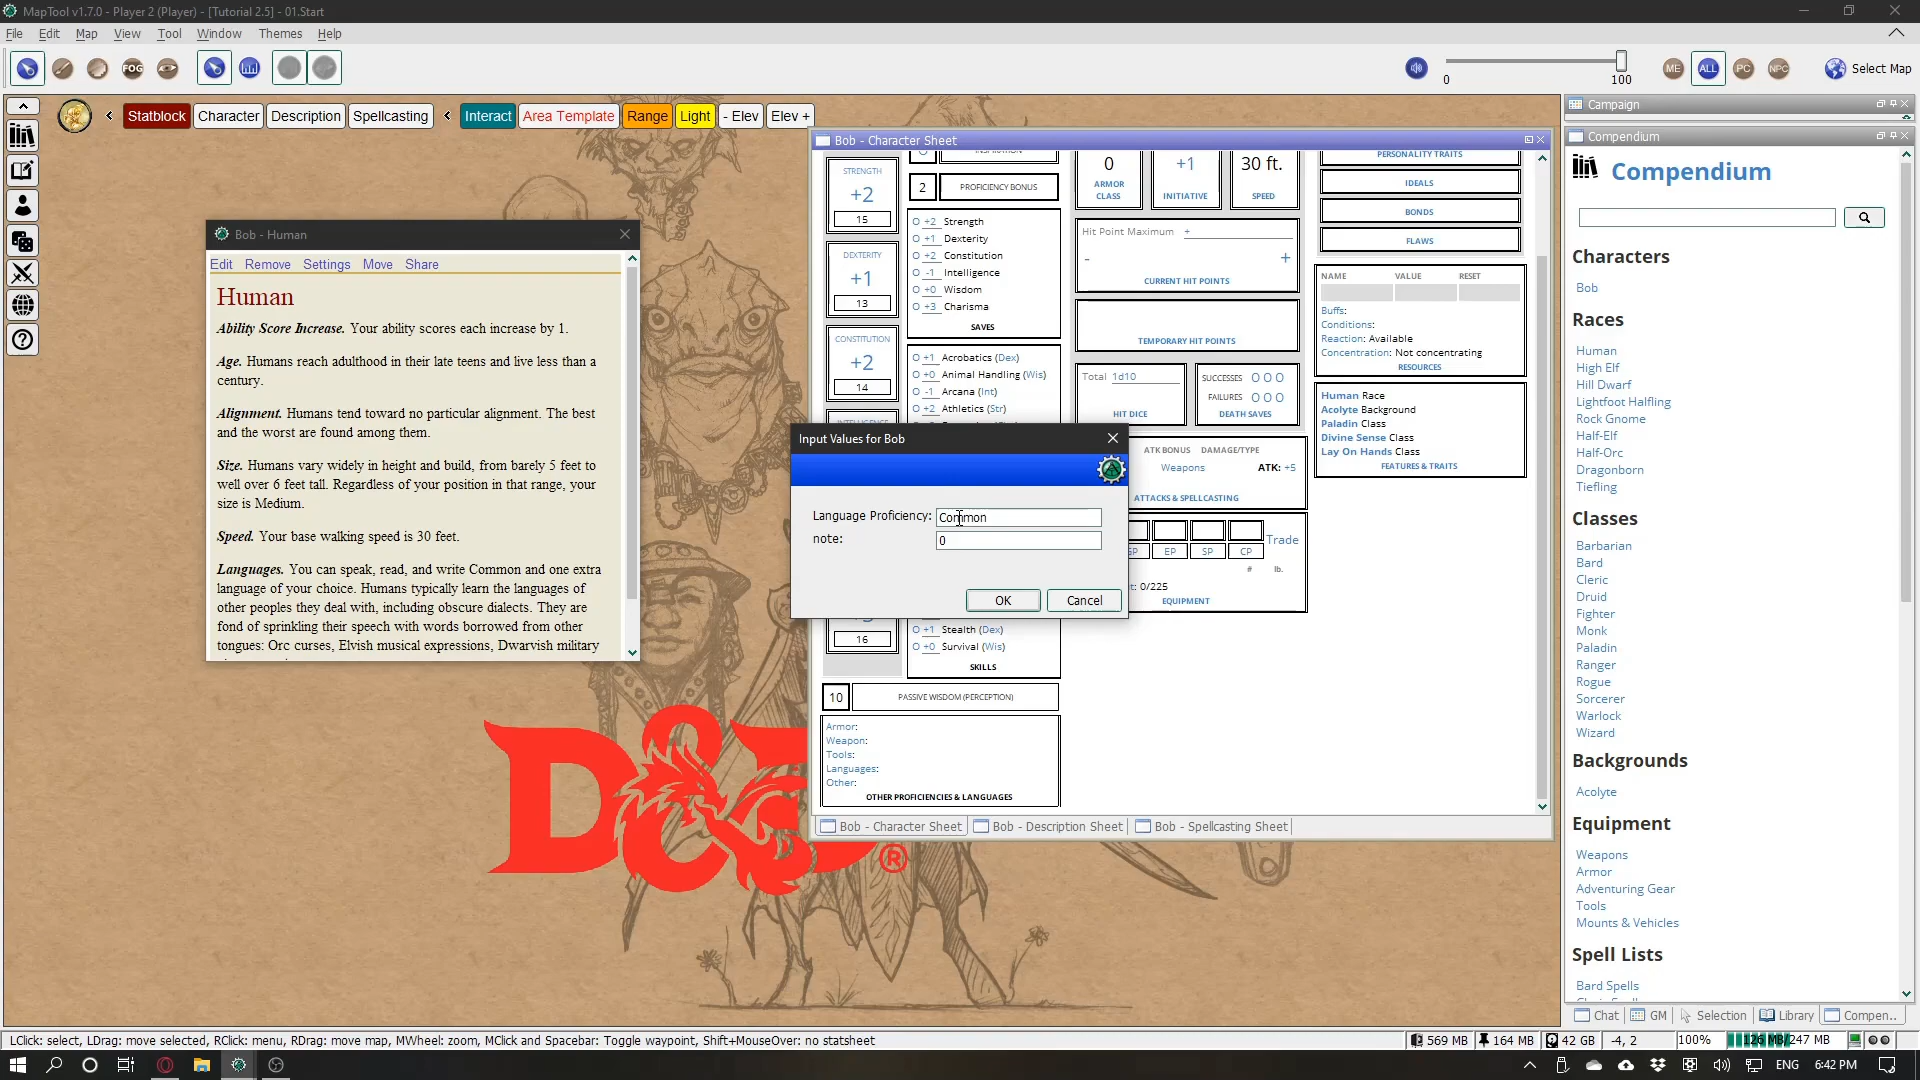 MapTool v1.7.0 - Player 2 (Player) - [Tutorial 2.5] - 01.Start
File Edit Map View Tool Window Themes Help
FOG
0
100
ME ALL PC NPC Select Map
Statblock Character Description Spellcasting Interact Area Template Range Light - Elev Elev +
Bob - Human
Edit Remove Settings Move Share
Human
Ability Score Increase. Your ability scores each increase by 1.
Age. Humans reach adulthood in their late teens and live less than a
century.
Alignment. Humans tend toward no particular alignment. The best
and the worst are found among them.
Size. Humans vary widely in height and build, from barely 5 feet to
well over 6 feet tall. Regardless of your position in that range, your
size is Medium.
Speed. Your base walking speed is 30 feet.
Languages. You can speak, read, and write Common and one extra
language of your choice. Humans typically learn the languages of
other peoples they deal with, including obscure dialects. They are
fond of sprinkling their speech with words borrowed from other
tongues: Orc curses, Elvish musical expressions, Dwarvish military
D&D
®
Bob - Character Sheet
STRENGTH
+2
15
DEXTERITY
+1
13
CONSTITUTION
+2
14
16
INSPIRATION
2 PROFICIENCY BONUS
O +2 Strength
O +1 Dexterity
O +2 Constitution
O -1 Intelligence
O +0 Wisdom
O +3 Charisma
SAVES
O +1 Acrobatics (Dex)
O +0 Animal Handling (Wis)
O -1 Arcana (Int)
O +2 Athletics (Str)
O +1 Stealth (Dex)
O +0 Survival (Wis)
SKILLS
10 PASSIVE WISDOM (PERCEPTION)
Armor:
Weapon:
Tools:
Languages:
Other:
OTHER PROFICIENCIES & LANGUAGES
0
ARMOR
CLASS
+1
INITIATIVE
30 ft.
SPEED
Hit Point Maximum +
- +
CURRENT HIT POINTS
TEMPORARY HIT POINTS
Total 1d10
HIT DICE
SUCCESSES O O O
FAILURES O O O
DEATH SAVES
ATK BONUS DAMAGE/TYPE
Weapons ATK: +5
ATTACKS & SPELLCASTING
EP SP CP Trade
# lb.
0/225
EQUIPMENT
PERSONALITY TRAITS
IDEALS
BONDS
FLAWS
NAME VALUE RESET
Buffs:
Conditions:
Reaction: Available
Concentration: Not concentrating
RESOURCES
Human Race
Acolyte Background
Paladin Class
Divine Sense Class
Lay On Hands Class
FEATURES & TRAITS
Bob - Character Sheet Bob - Description Sheet Bob - Spellcasting Sheet
Input Values for Bob
Language Proficiency: Common
note: 0
OK Cancel
Campaign
Compendium
Compendium
Characters
Bob
Races
Human
High Elf
Hill Dwarf
Lightfoot Halfling
Rock Gnome
Half-Elf
Half-Orc
Dragonborn
Tiefling
Classes
Barbarian
Bard
Cleric
Druid
Fighter
Monk
Paladin
Ranger
Rogue
Sorcerer
Warlock
Wizard
Backgrounds
Acolyte
Equipment
Weapons
Armor
Adventuring Gear
Tools
Mounts & Vehicles
Spell Lists
Bard Spells
Chat GM Selection Library Compen..
LClick: select, LDrag: move selected, RClick: menu, RDrag: move map, MWheel: zoom, MClick and Spacebar: Toggle waypoint, Shift+MouseOver: no statsheet
569 MB 164 MB 42 GB -4, 2 100% 126 MB/247 MB
ENG 6:42 PM